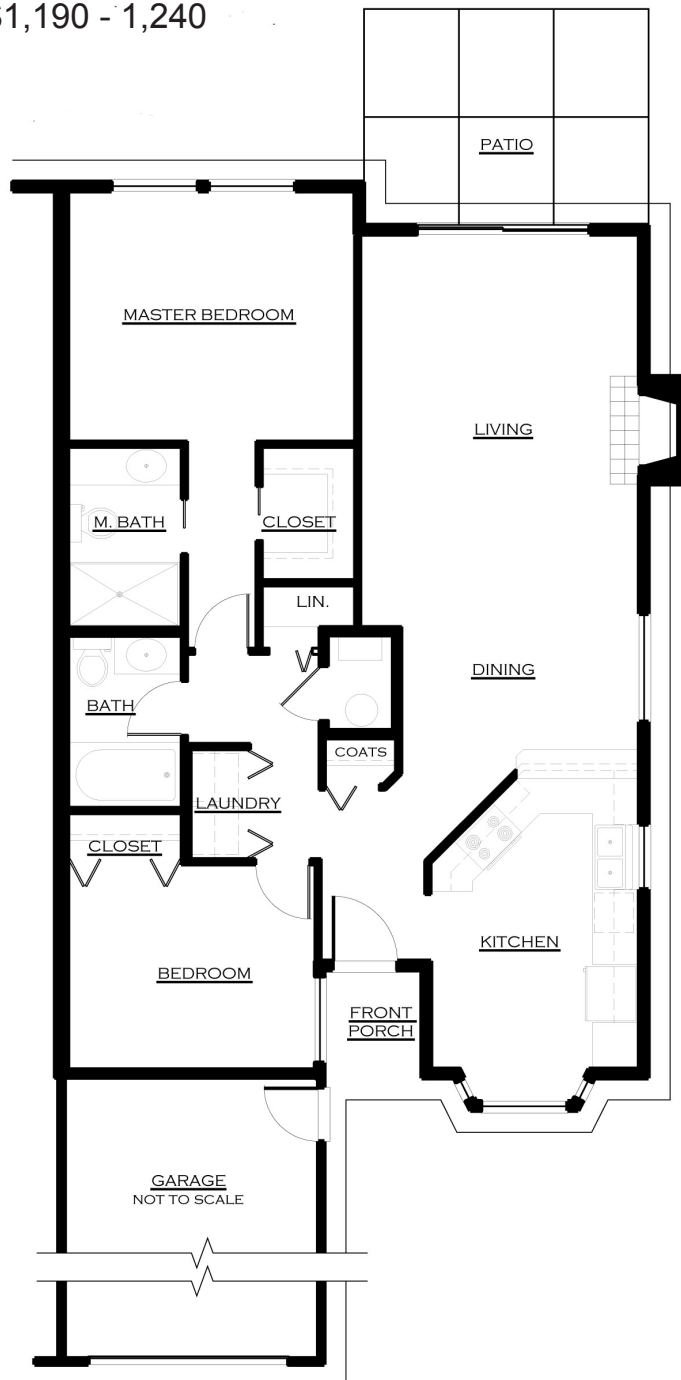 $1,190 - 1,240
PATIO
MASTER BEDROOM
LIVING
M. BATH
CLOSET
LIN.
DINING
BATH
COATS
LAUNDRY
CLOSET
KITCHEN
BEDROOM
FRONT
PORCH
GARAGE
NOT TO SCALE